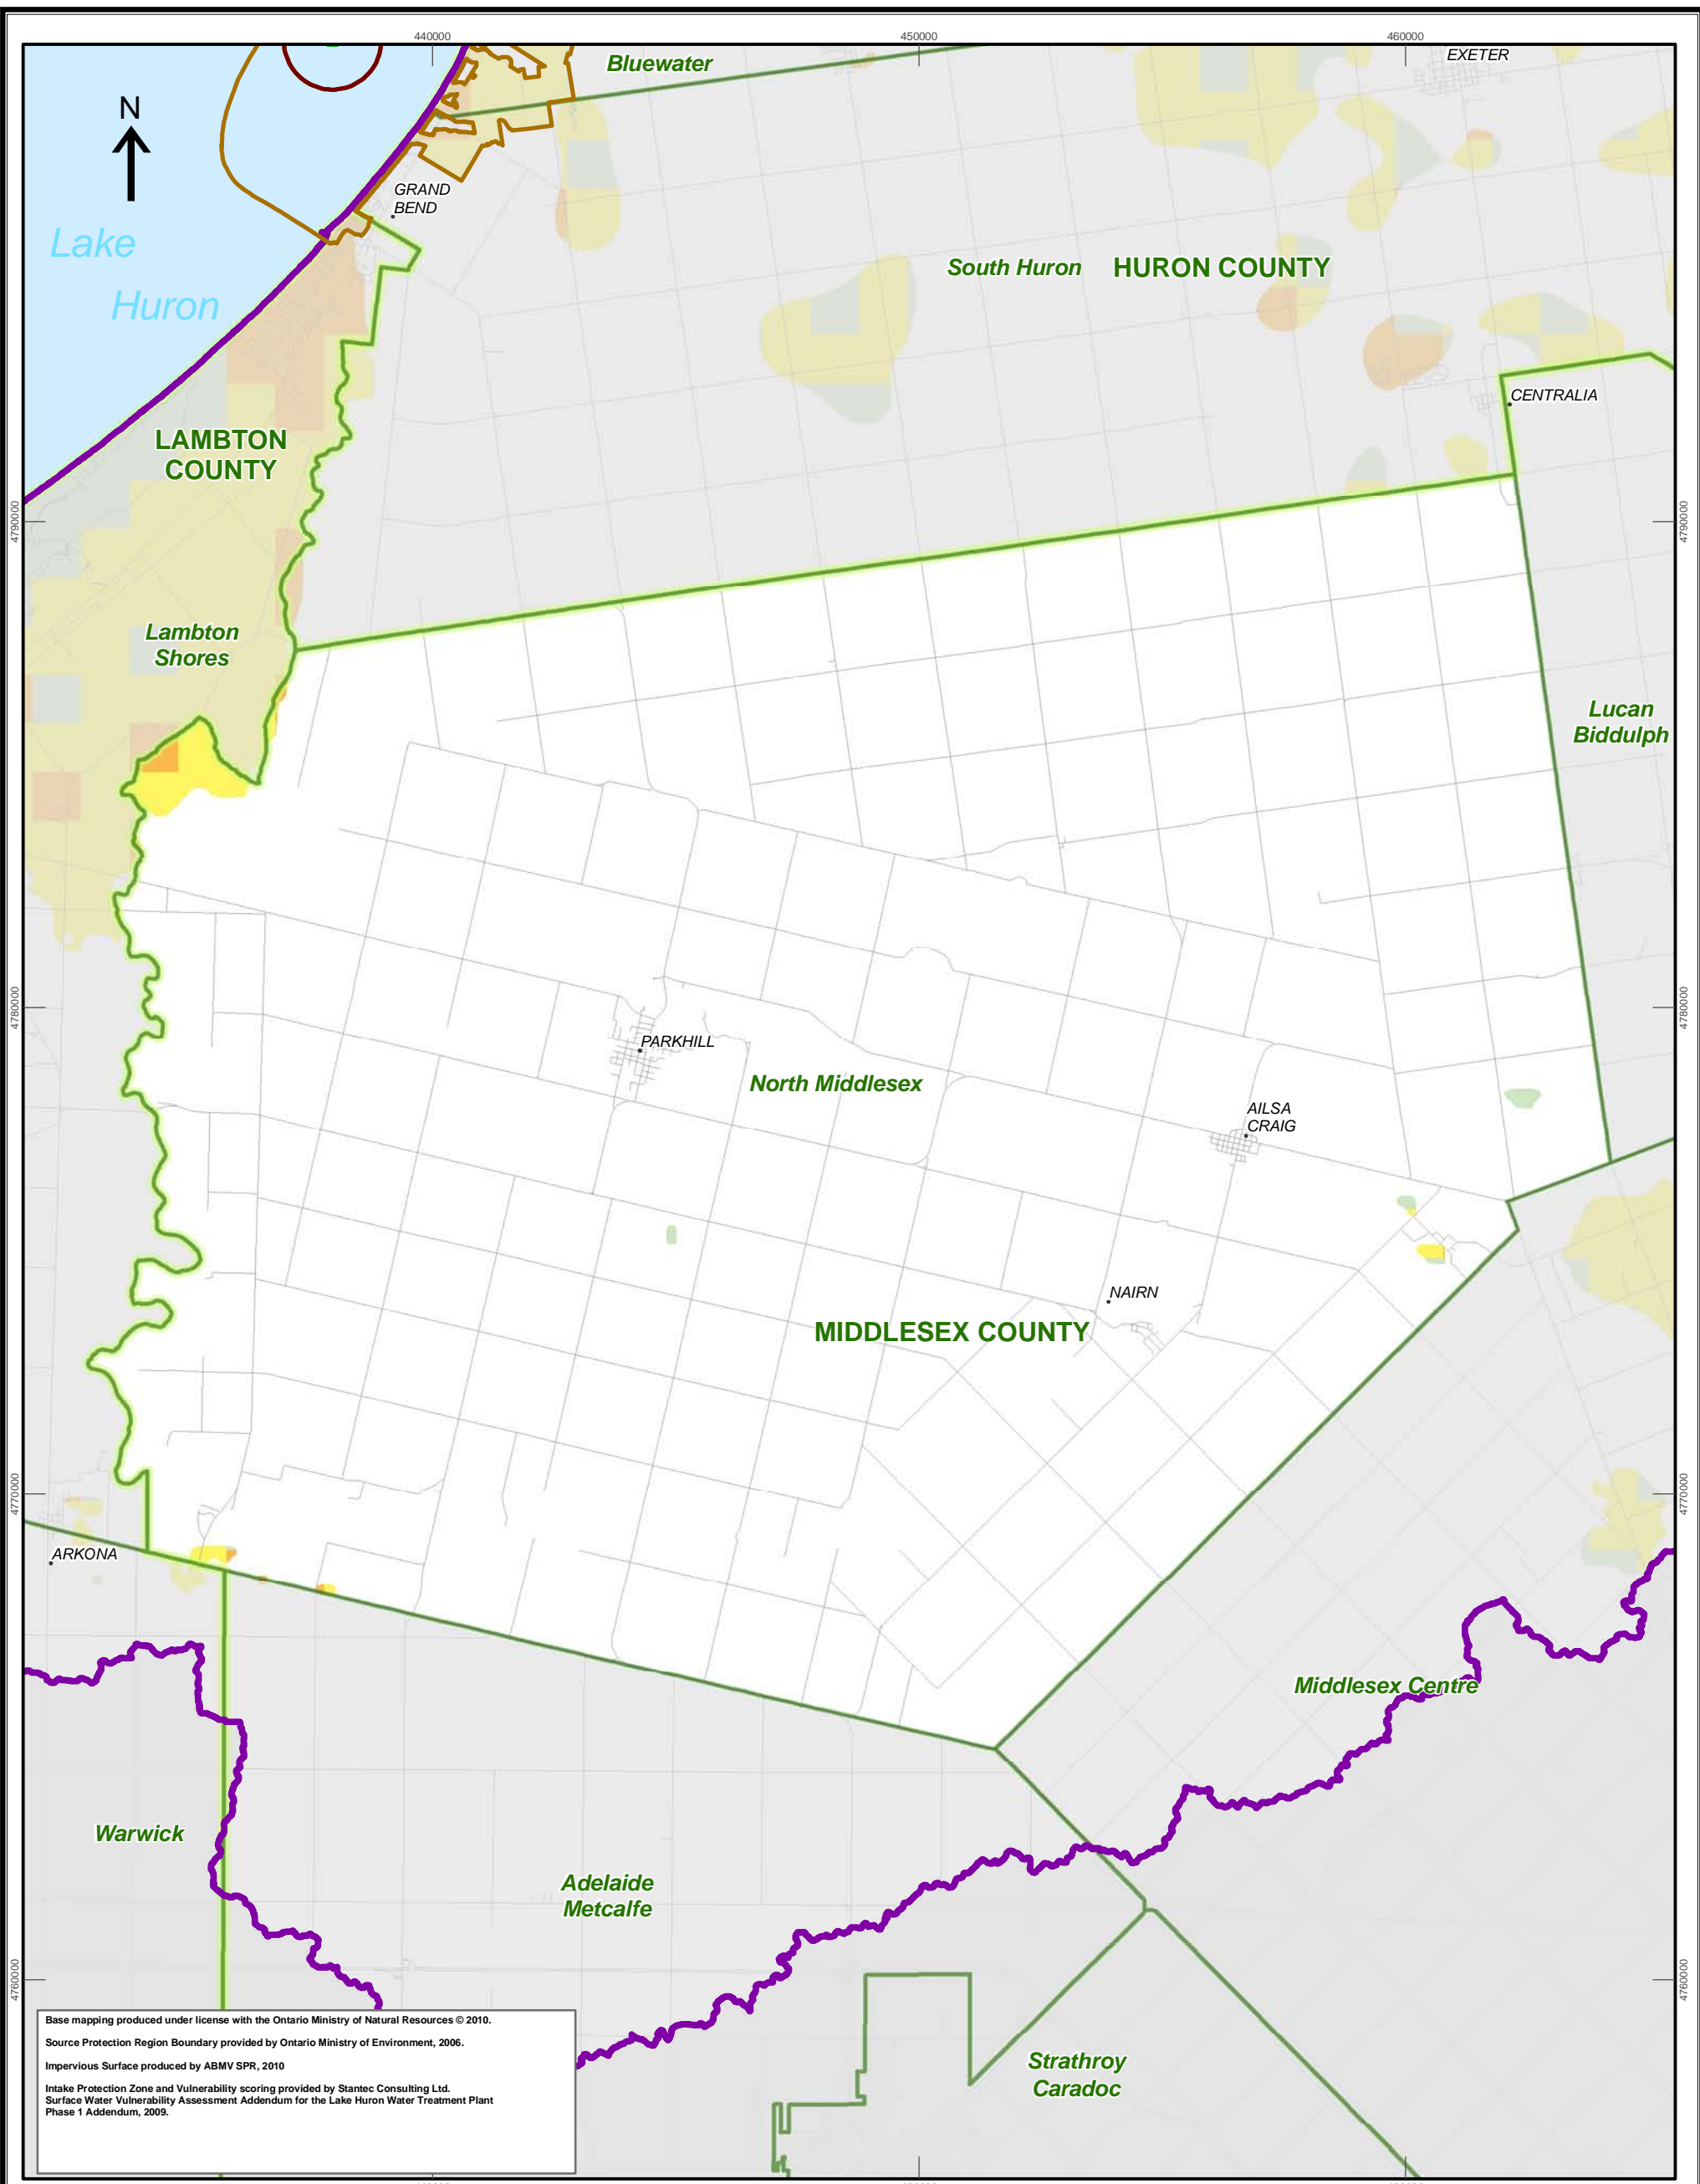 440000
450000
460000
EXETER
Bluewater
N
GRAND
BEND
Lake
Huron
South Huron
HURON COUNTY
CENTRALIA
LAMBTON
COUNTY
4790000
4790000
Lambton
Shores
Lucan
Biddulph
4780000
4780000
PARKHILL
North Middlesex
AILSA
CRAIG
NAIRN
MIDDLESEX COUNTY
4770000
4770000
ARKONA
Middlesex Centre
Warwick
Adelaide
Metcalfe
4760000
4760000
Strathroy
Caradoc
Base mapping produced under license with the Ontario Ministry of Natural Resources © 2010.
Source Protection Region Boundary provided by Ontario Ministry of Environment, 2006.
Impervious Surface produced by ABMV SPR, 2010
Intake Protection Zone and Vulnerability scoring provided by Stantec Consulting Ltd.
Surface Water Vulnerability Assessment Addendum for the Lake Huron Water Treatment Plant
Phase 1 Addendum, 2009.